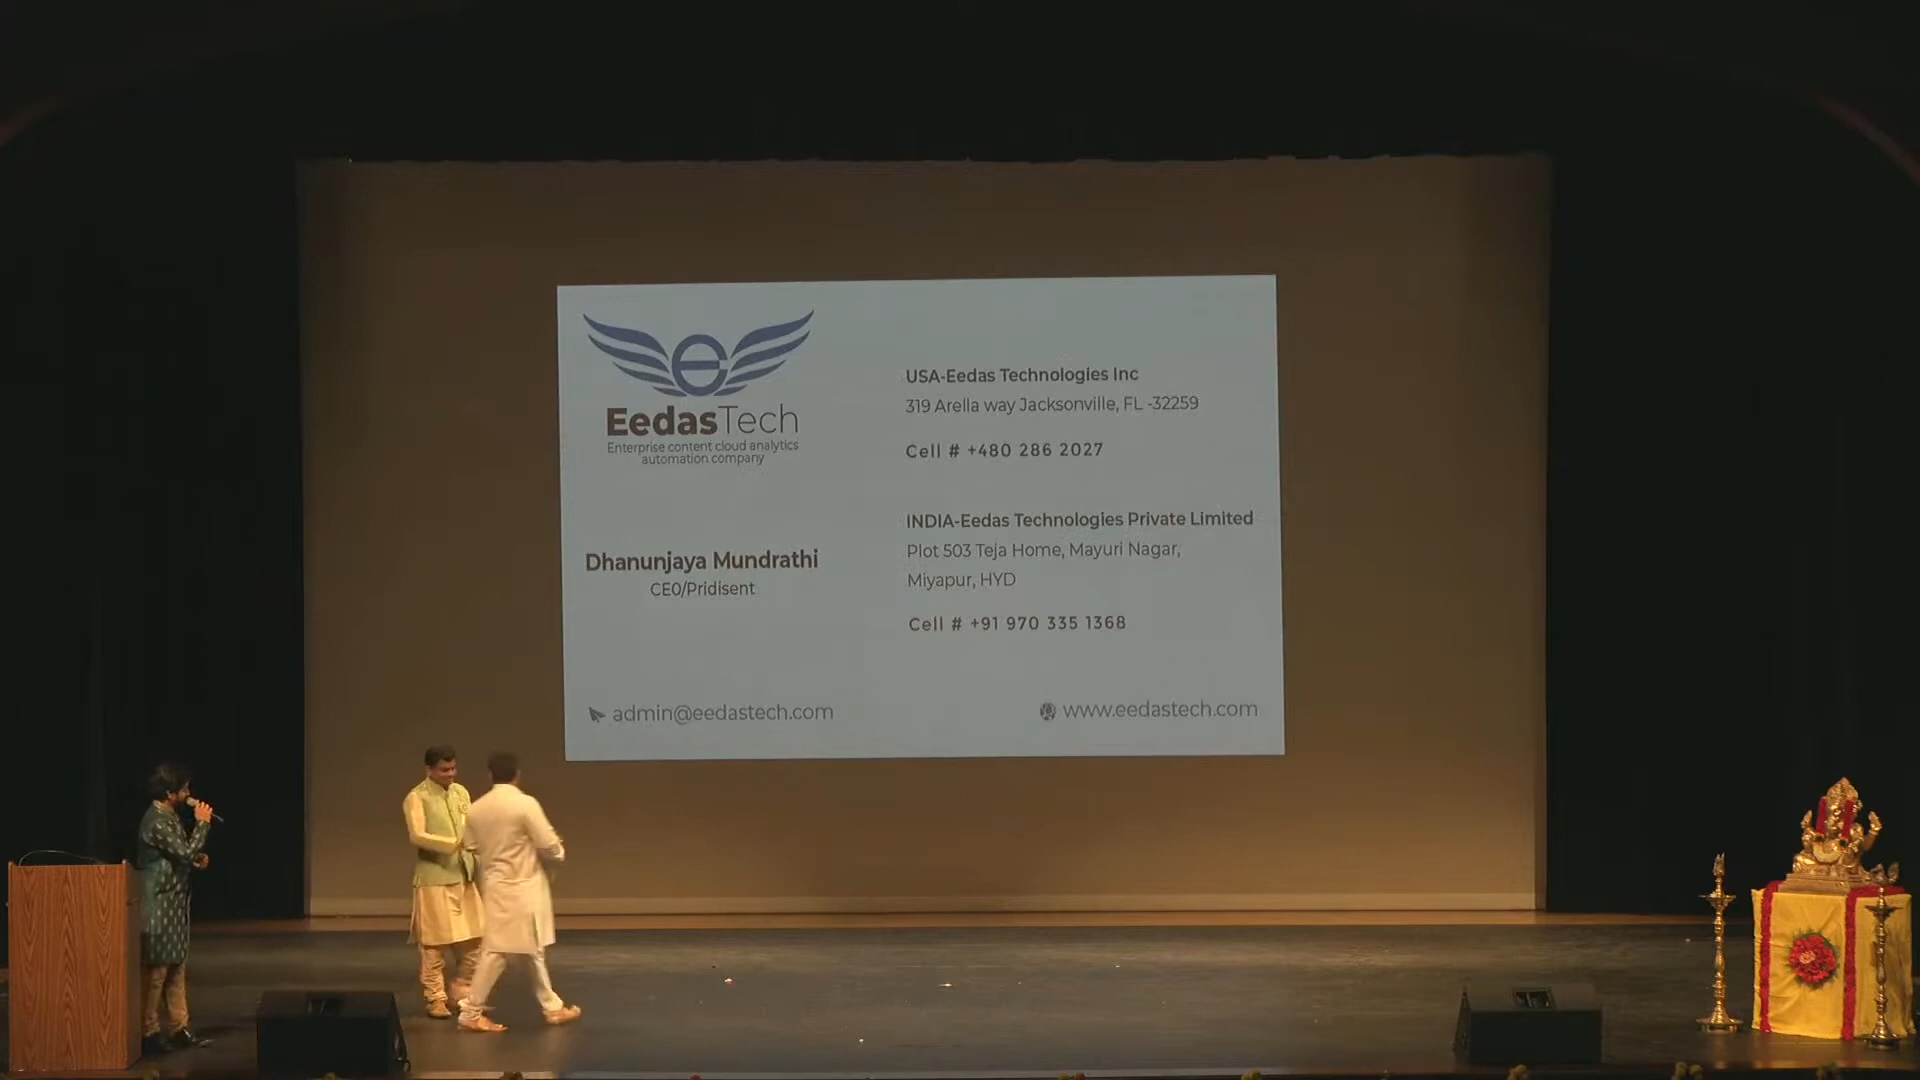 e
EedasTech
Enterprise content cloud analytics
automation company
Dhanunjaya Mundrathi
CEO/Pridisent
admin@eedastech.com
USA-Eedas Technologies Inc
319 Arella way Jacksonville, FL -32259
Cell # +480 286 2027
INDIA-Eedas Technologies Private Limited
Plot 503 Teja Home, Mayuri Nagar,
Miyapur, HYD
Cell # +91 970 335 1368
www.eedastech.com